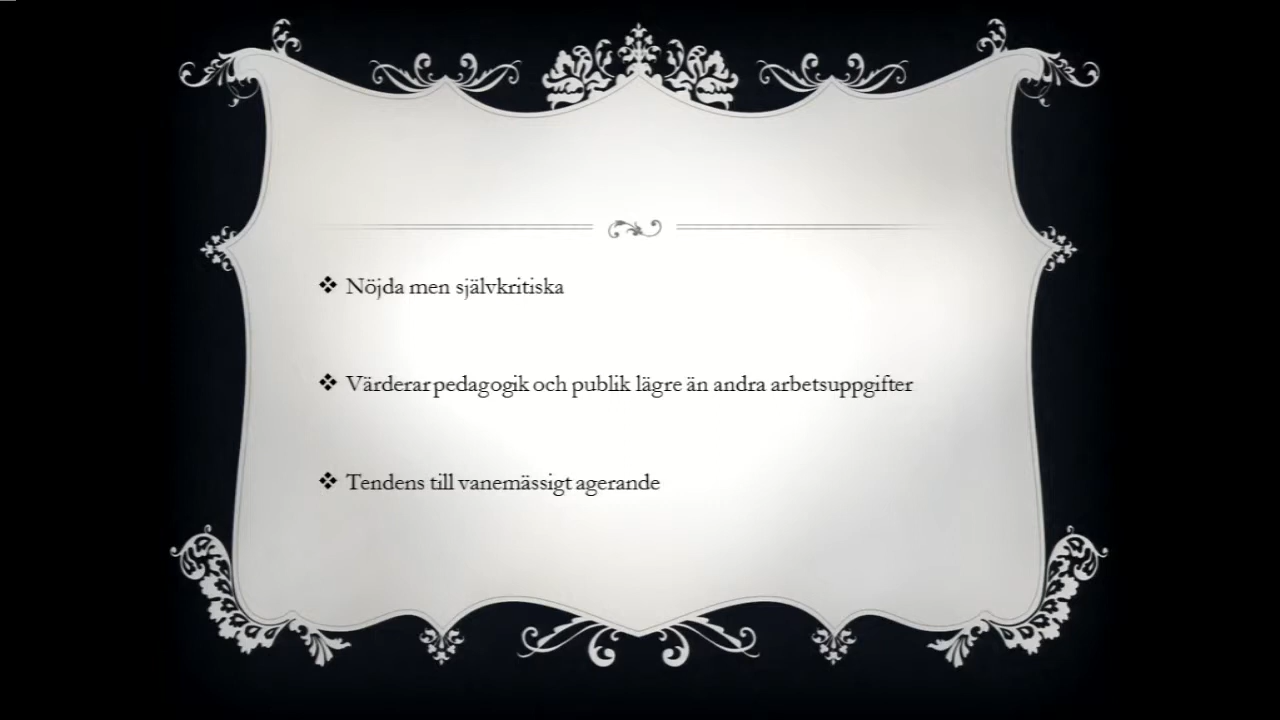 ❖ Nöjda men självkritiska
❖ Värderar pedagogik och publik lägre än andra arbetsuppgifter
❖ Tendens till vanemässigt agerande